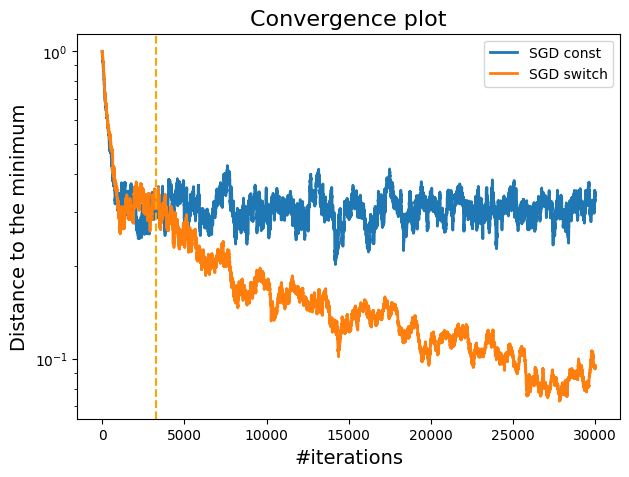 Convergence plot
SGD const
SGD switch
Distance to the minimum
10⁰
10⁻¹
0 5000 10000 15000 20000 25000 30000
#iterations